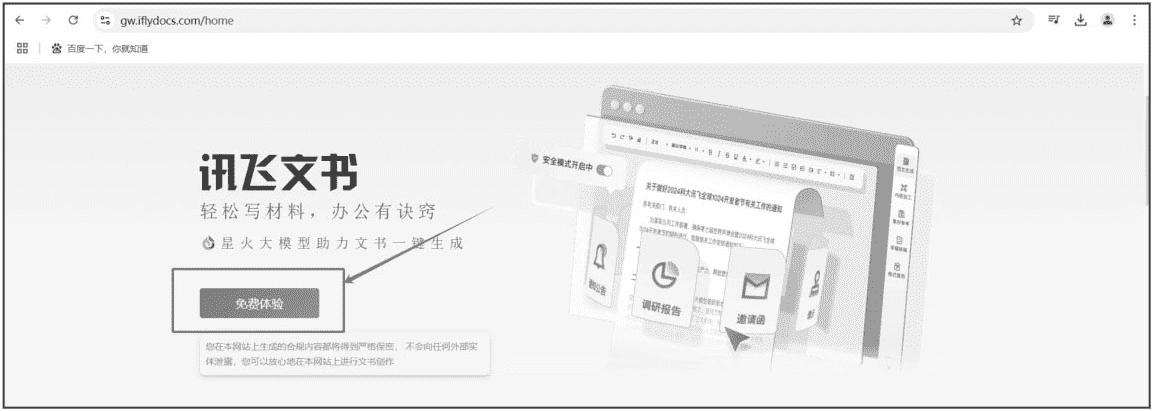 gw.iflydocs.com/home
百度一下，你就知道
讯飞文书
轻松写材料，办公有诀窍
星火大模型助力文书一键生成
免费体验
您在本网站上生成的合规内容都将得到严格保密，不会向任何外部实
体泄露，您可以放心地在本网站上进行文书创作
安全模式开启中
关于做好2024科大讯飞全球1024开发者节有关工作的通知
通知公告
调研报告
邀请函